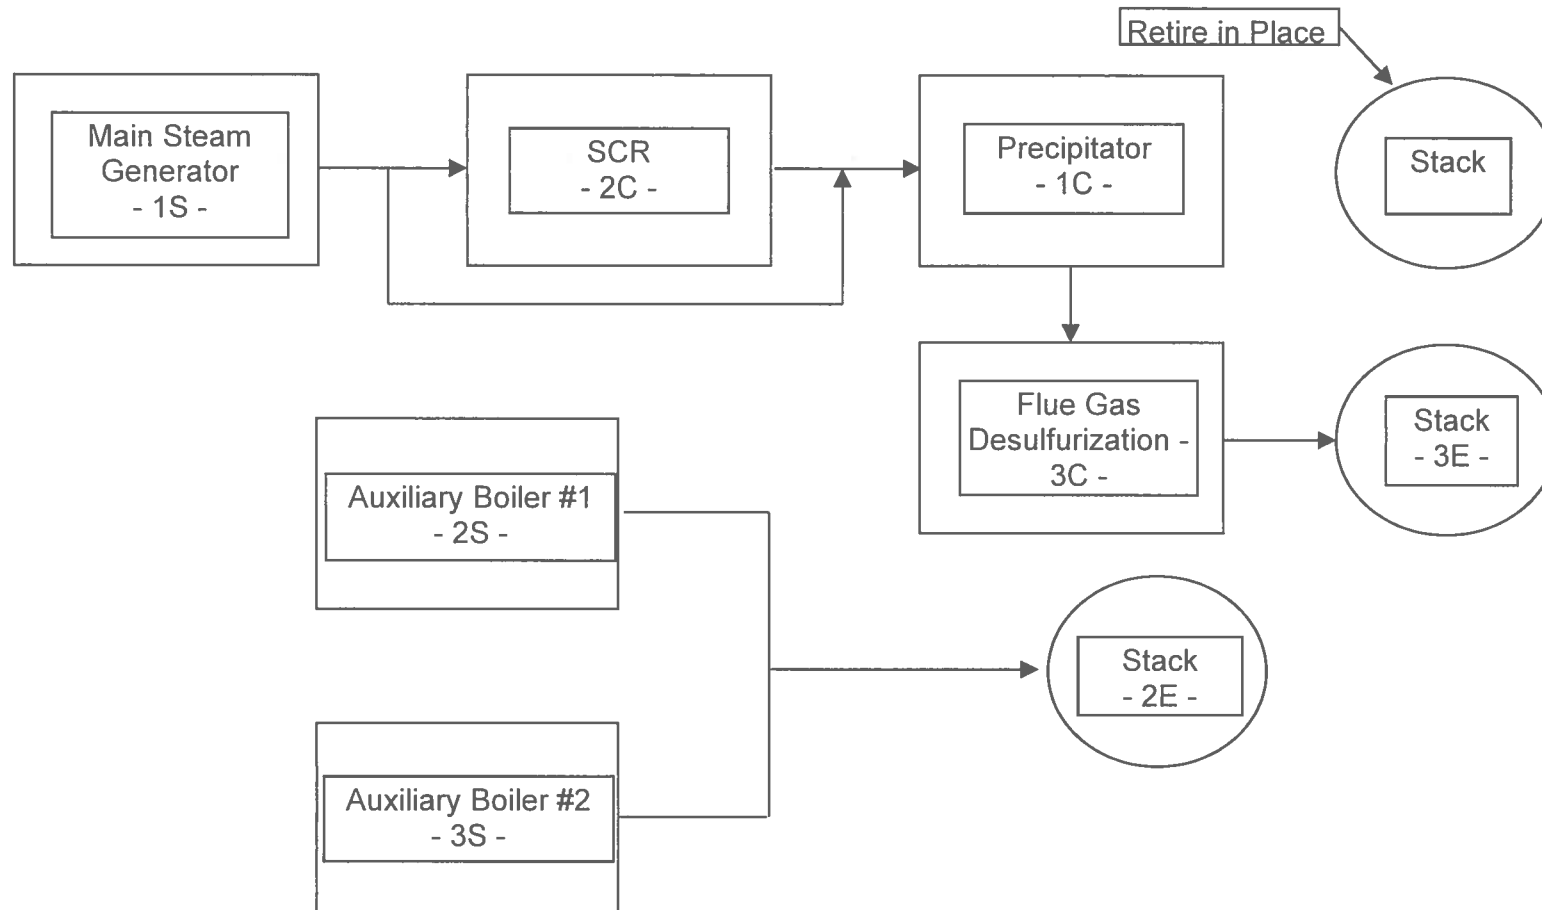 Retire in Place
Main Steam
Generator
- 1S -
SCR
- 2C -
Precipitator
- 1C -
Stack
Flue Gas
Desulfurization -
3C -
Stack
- 3E -
Auxiliary Boiler #1
- 2S -
Stack
- 2E -
Auxiliary Boiler #2
- 3S -